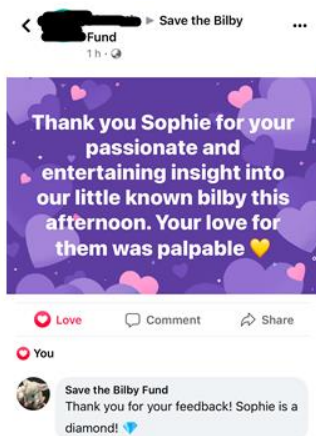 Save the Bilby
Fund
1 h ·
Thank you Sophie for your
passionate and
entertaining insight into
our little known bilby this
afternoon. Your love for
them was palpable 💛
Love Comment Share
You
Save the Bilby Fund
Thank you for your feedback! Sophie is a
diamond! 💎